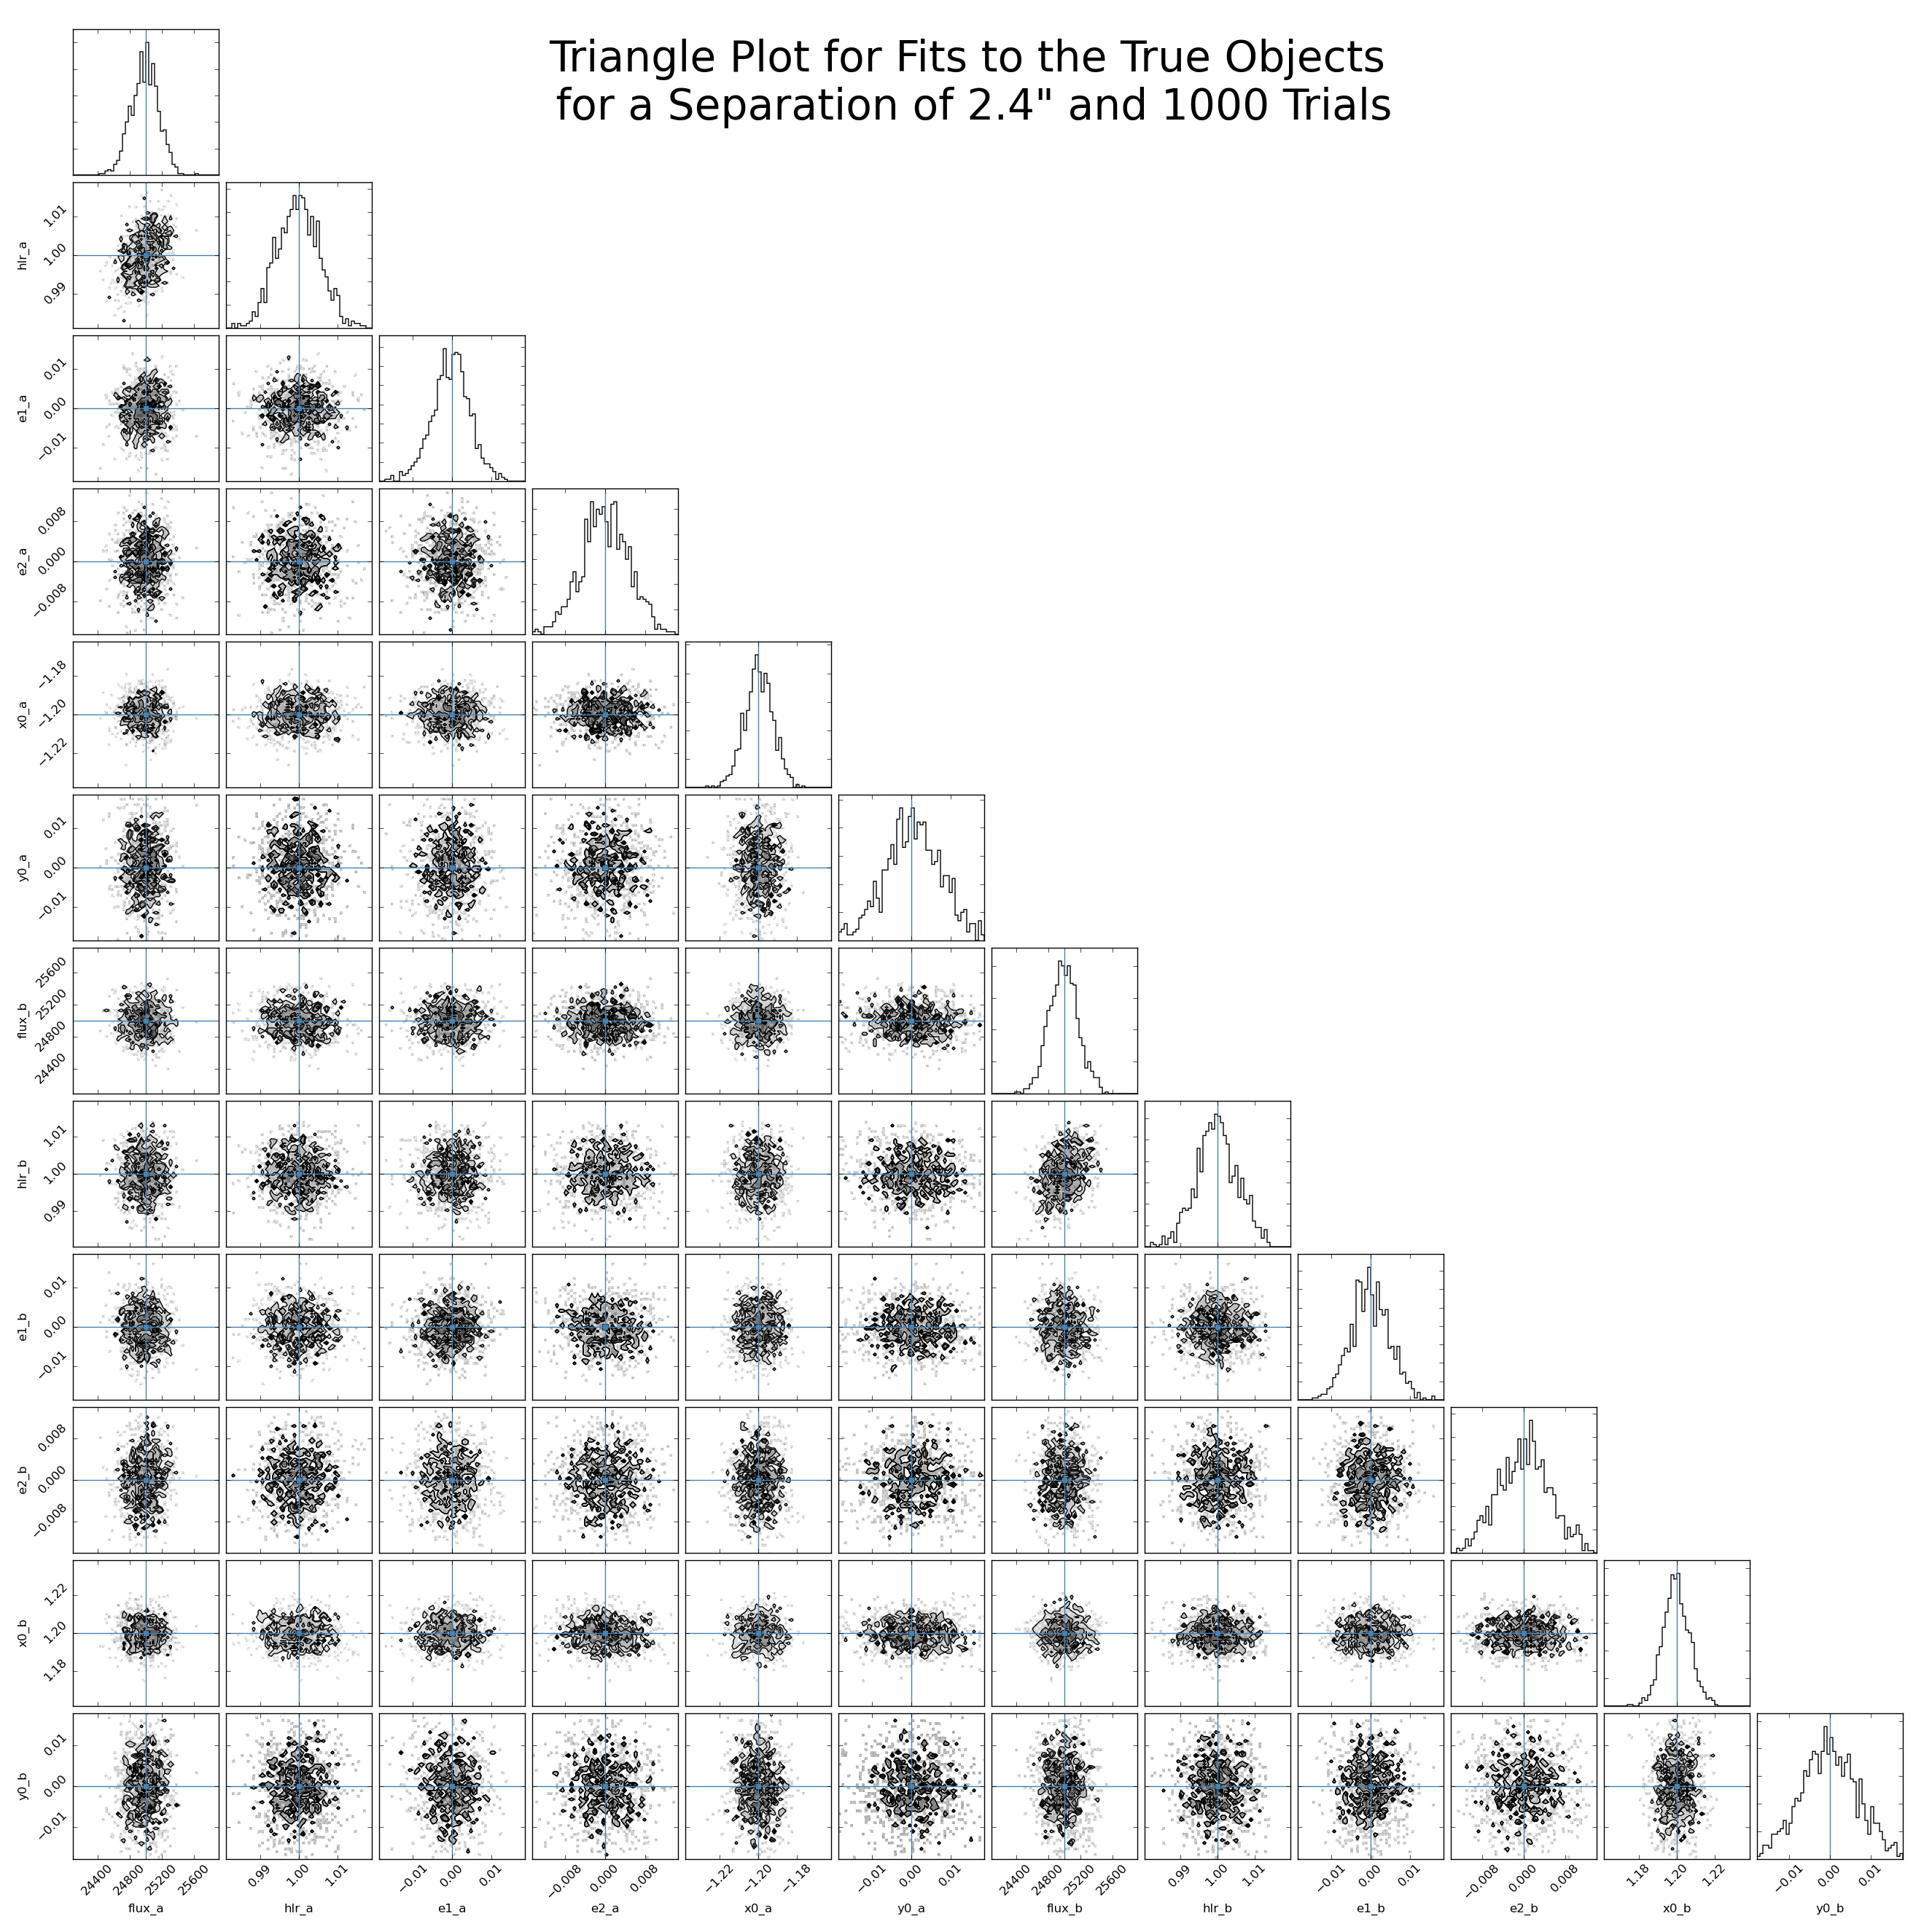 Triangle Plot for Fits to the True Objects
for a Separation of 2.4" and 1000 Trials
hlr_a
1.01
1.00
0.99
e1_a
0.01
0.00
−0.01
e2_a
0.008
0.000
−0.008
x0_a
−1.18
−1.20
−1.22
y0_a
0.01
0.00
−0.01
flux_b
25600
25200
24800
24400
hlr_b
1.01
1.00
0.99
e1_b
0.01
0.00
−0.01
e2_b
0.008
0.000
−0.008
x0_b
1.22
1.20
1.18
y0_b
0.01
0.00
−0.01
24400 24800 25200 25600 0.99 1.00 1.01 −0.01 0.00 0.01 −0.008 0.000 0.008 −1.22 −1.20 −1.18 −0.01 0.00 0.01 24400 24800 25200 25600 0.99 1.00 1.01 −0.01 0.00 0.01 −0.008 0.000 0.008 1.18 1.20 1.22 −0.01 0.00 0.01
flux_a hlr_a e1_a e2_a x0_a y0_a flux_b hlr_b e1_b e2_b x0_b y0_b